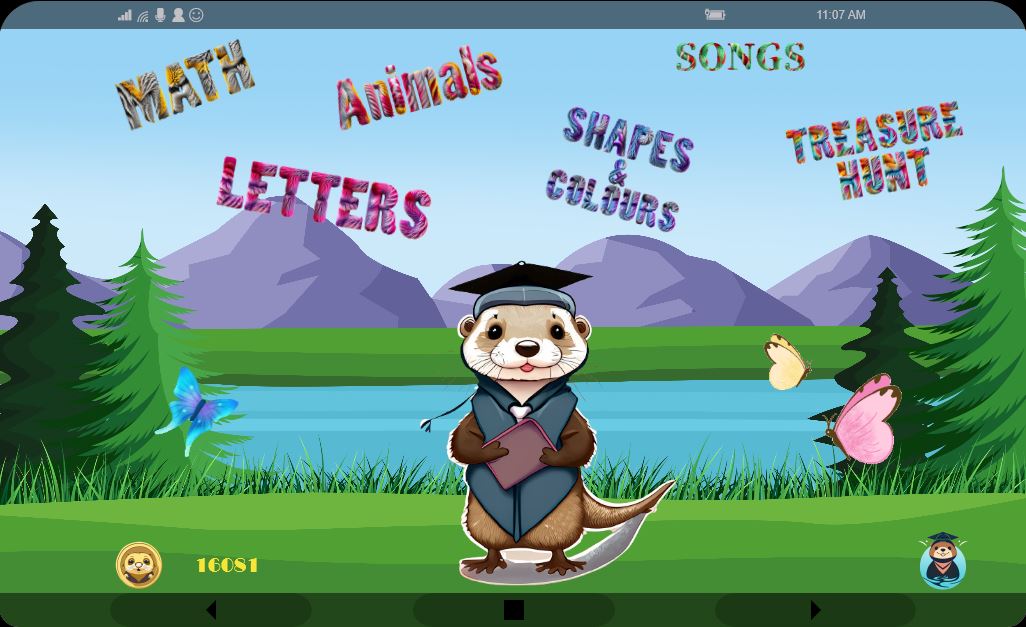 11:07 AM
MATH
Animals
SONGS
LETTERS
SHAPES
&
COLOURS
TREASURE
HUNT
16081